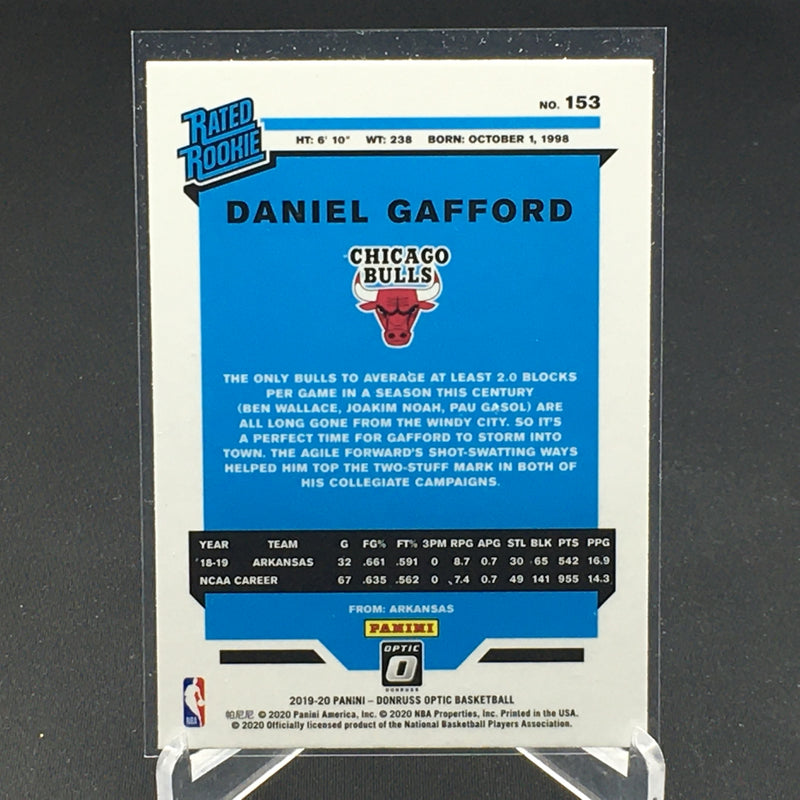 NO. 153
RATED
ROOKIE
HT: 6' 10" WT: 238 BORN: OCTOBER 1, 1998
DANIEL GAFFORD
CHICAGO
BULLS
THE ONLY BULLS TO AVERAGE AT LEAST 2.0 BLOCKS
PER GAME IN A SEASON THIS CENTURY
(BEN WALLACE, JOAKIM NOAH, PAU GASOL) ARE
ALL LONG GONE FROM THE WINDY CITY. SO IT'S
A PERFECT TIME FOR GAFFORD TO STORM INTO
TOWN. THE AGILE FORWARD'S SHOT-SWATTING WAYS
HELPED HIM TOP THE TWO-STUFF MARK IN BOTH OF
HIS COLLEGIATE CAMPAIGNS.
YEAR TEAM G FG% FT% 3PM RPG APG STL BLK PTS PPG
'18-19 ARKANSAS 32 .661 .591 0 8.7 0.7 30 65 542 16.9
NCAA CAREER 67 .635 .562 0 7.4 0.7 49 141 955 14.3
FROM: ARKANSAS
PANINI
OPTIC
O
DONRUSS
NBA
2019-20 PANINI – DONRUSS OPTIC BASKETBALL
帕尼尼 © 2020 Panini America, Inc. © 2020 NBA Properties, Inc. Printed in the USA.
© 2020 Officially licensed product of the National Basketball Players Association.